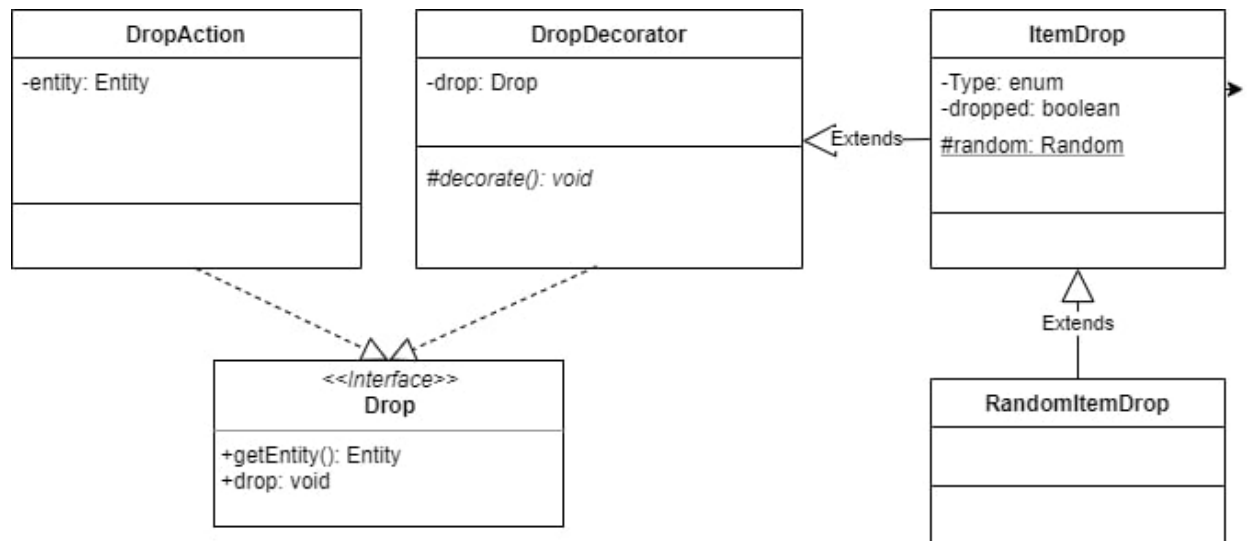 DropAction
-entity: Entity
DropDecorator
-drop: Drop
#decorate(): void
Extends
ItemDrop
-Type: enum
-dropped: boolean
#random: Random
<<Interface>>
Drop
+getEntity(): Entity
+drop: void
Extends
RandomItemDrop